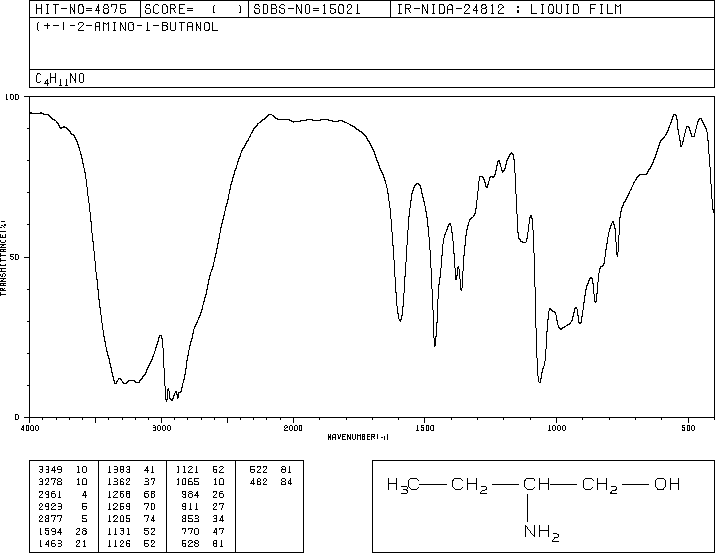 HIT-NO=4875 SCORE= ( ) SDBS-NO=15021 IR-NIDA-24812 : LIQUID FILM
(+-)-2-AMINO-1-BUTANOL
C4H11NO
100
TRANSMITTANCE(%)
50
0
4000 3000 2000 1500 1000 500
WAVENUMBER(-1)
3349 10 1383 41 1121 52 522 81
3278 10 1362 37 1065 10 482 84
2961 4 1268 68 984 26
2923 5 1259 70 911 27
2877 5 1205 74 853 34
1594 28 1131 52 770 47
1463 21 1126 52 528 81
H3C CH2 CH CH2 OH
NH2